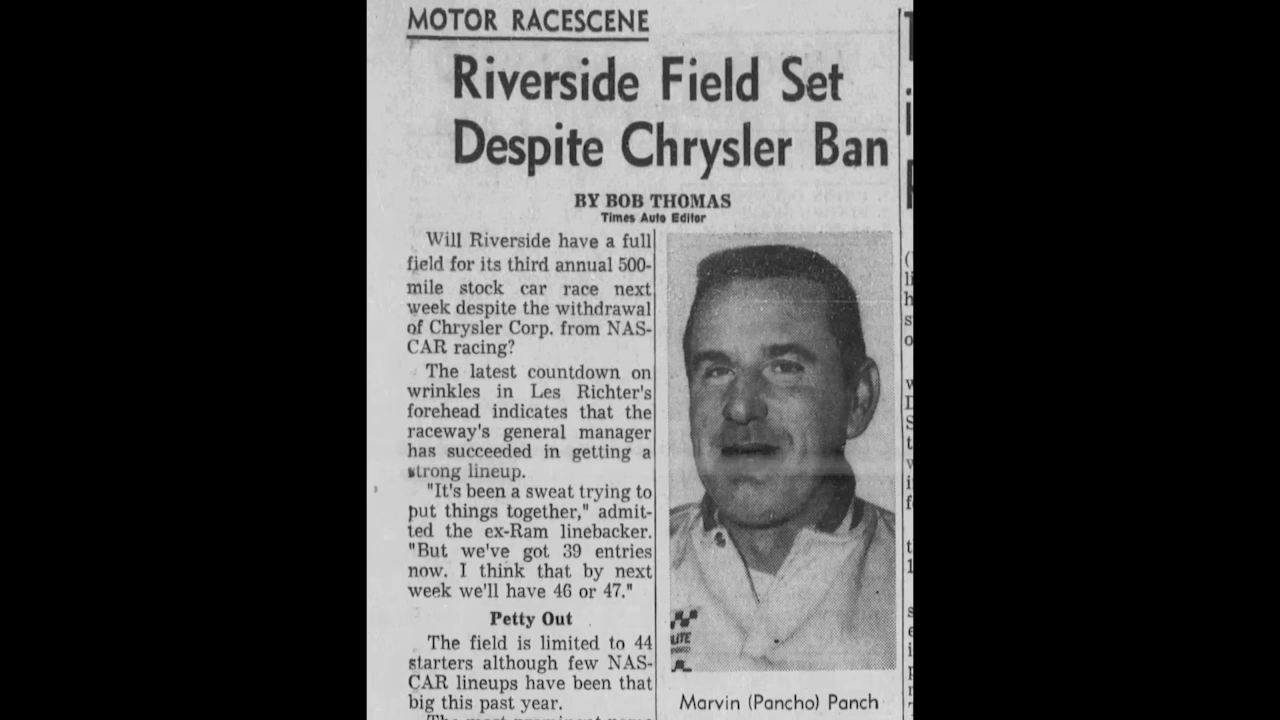 MOTOR RACESCENE
Riverside Field Set
Despite Chrysler Ban
BY BOB THOMAS
Times Auto Editor
Will Riverside have a full
field for its third annual 500-
mile stock car race next
week despite the withdrawal
of Chrysler Corp. from NAS-
CAR racing?
The latest countdown on
wrinkles in Les Richter's
forehead indicates that the
raceway's general manager
has succeeded in getting a
strong lineup.
"It's been a sweat trying to
put things together," admit-
ted the ex-Ram linebacker.
"But we've got 39 entries
now. I think that by next
week we'll have 46 or 47."
Petty Out
The field is limited to 44
starters although few NAS-
CAR lineups have been that
big this past year.
Marvin (Pancho) Panch